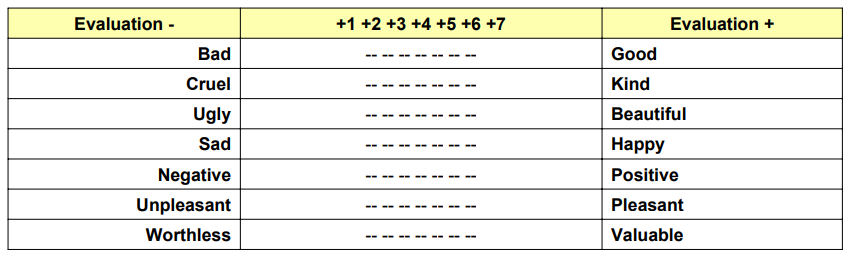 Evaluation - +1 +2 +3 +4 +5 +6 +7 Evaluation +
Bad -- -- -- -- -- -- -- Good
Cruel -- -- -- -- -- -- -- Kind
Ugly -- -- -- -- -- -- -- Beautiful
Sad -- -- -- -- -- -- -- Happy
Negative -- -- -- -- -- -- -- Positive
Unpleasant -- -- -- -- -- -- -- Pleasant
Worthless -- -- -- -- -- -- -- Valuable